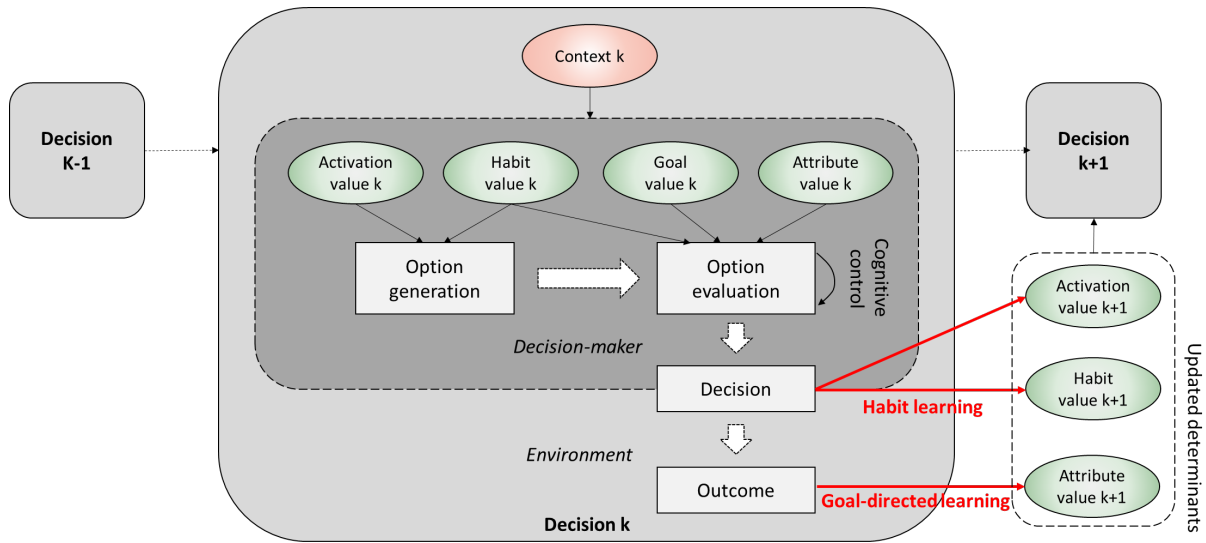 Context k
Decision
K-1
Activation
value k
Habit
value k
Goal
value k
Attribute
value k
Decision
k+1
Option
generation
Option
evaluation
Cognitive
control
Activation
value k+1
Decision-maker
Decision
Habit learning
Habit
value k+1
Updated determinants
Environment
Outcome
Goal-directed learning
Attribute
value k+1
Decision k